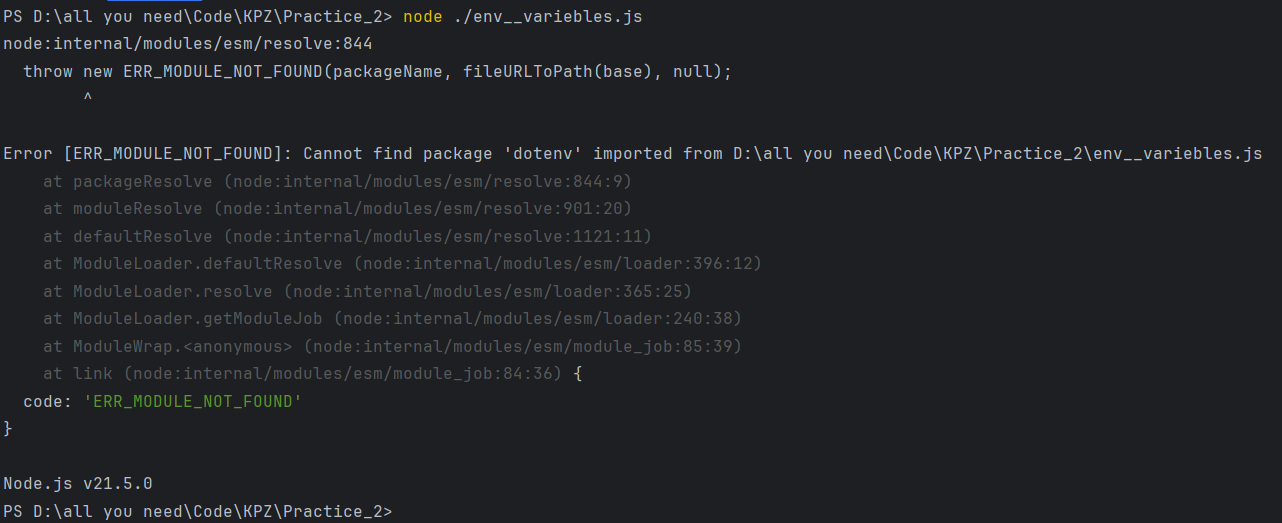 PS D:\all you need\Code\KPZ\Practice_2> node ./env__variebles.js
node:internal/modules/esm/resolve:844
  throw new ERR_MODULE_NOT_FOUND(packageName, fileURLToPath(base), null);
        ^

Error [ERR_MODULE_NOT_FOUND]: Cannot find package 'dotenv' imported from D:\all you need\Code\KPZ\Practice_2\env__variebles.js
    at packageResolve (node:internal/modules/esm/resolve:844:9)
    at moduleResolve (node:internal/modules/esm/resolve:901:20)
    at defaultResolve (node:internal/modules/esm/resolve:1121:11)
    at ModuleLoader.defaultResolve (node:internal/modules/esm/loader:396:12)
    at ModuleLoader.resolve (node:internal/modules/esm/loader:365:25)
    at ModuleLoader.getModuleJob (node:internal/modules/esm/loader:240:38)
    at ModuleWrap.<anonymous> (node:internal/modules/esm/module_job:85:39)
    at link (node:internal/modules/esm/module_job:84:36) {
  code: 'ERR_MODULE_NOT_FOUND'
}

Node.js v21.5.0
PS D:\all you need\Code\KPZ\Practice_2>